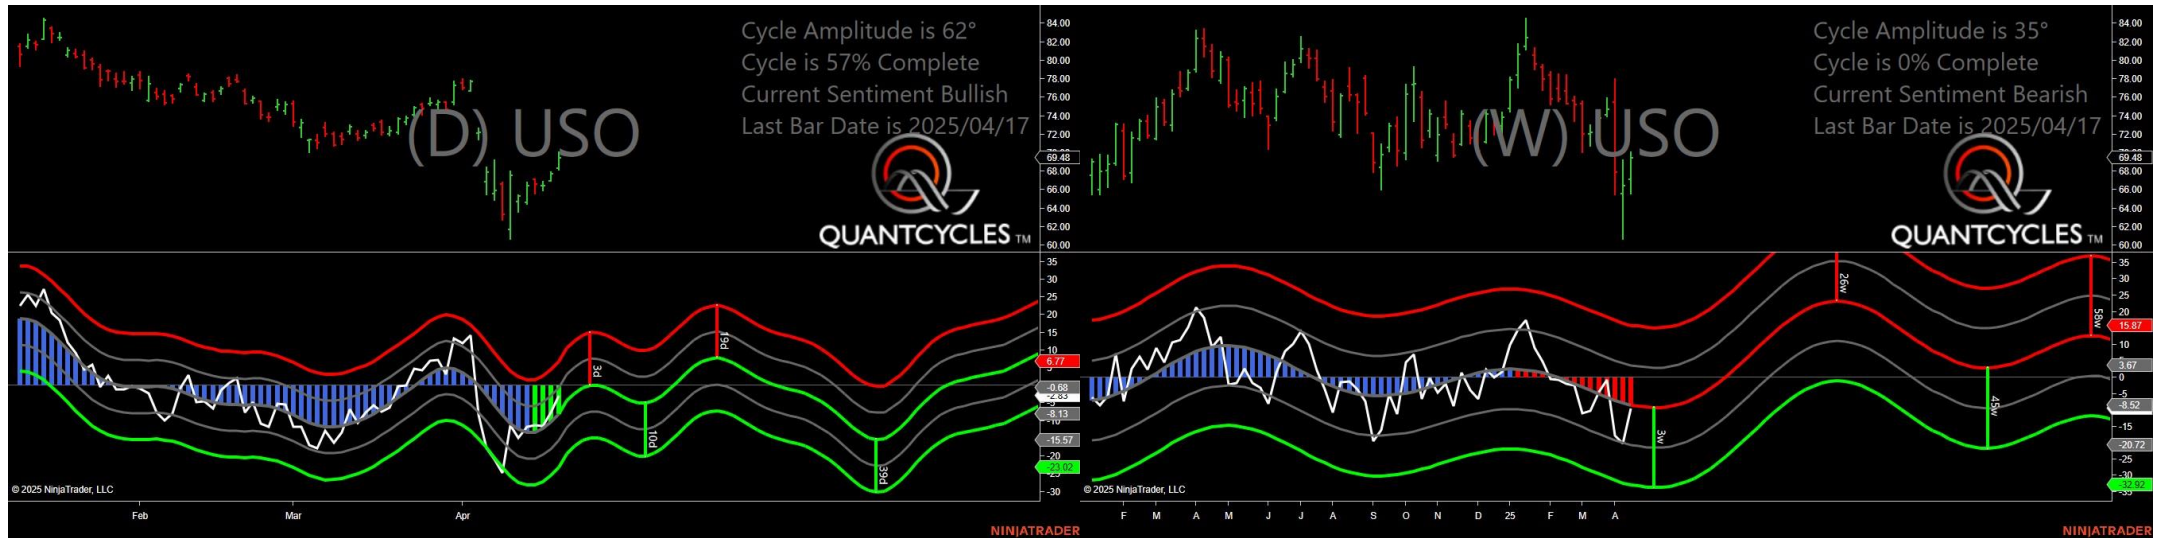 Cycle Amplitude is 62°
Cycle is 57% Complete
Current Sentiment Bullish
Last Bar Date is 2025/04/17
(D) USO
QUANTCYCLES TM
84.00
82.00
80.00
78.00
76.00
74.00
72.00
69.48
68.00
66.00
64.00
62.00
60.00
35
30
25
20
15
10
6.77
-0.68
-2.83
-8.13
-10
-15.57
-20
-23.02
-30
3d
10d
19d
39d
© 2025 NinjaTrader, LLC
Feb Mar Apr
NINJATRADER
Cycle Amplitude is 35°
Cycle is 0% Complete
Current Sentiment Bearish
Last Bar Date is 2025/04/17
(W) USO
QUANTCYCLES TM
84.00
82.00
80.00
78.00
76.00
74.00
72.00
69.48
68.00
66.00
64.00
62.00
60.00
35
30
25
20
15.87
10
3.67
0
-5
-8.52
-15
-20.72
-25
-30
-32.92
-35
3w
26w
45w
58w
© 2025 NinjaTrader, LLC
F M A M J J A S O N D 25 F M A
NINJATRADER